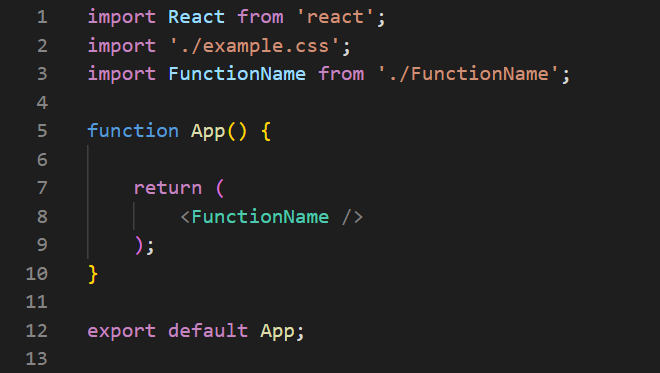 1 import React from 'react';
2 import './example.css';
3 import FunctionName from './FunctionName';
4
5 function App() {
6
7     return (
8         <FunctionName />
9     );
10 }
11
12 export default App;
13